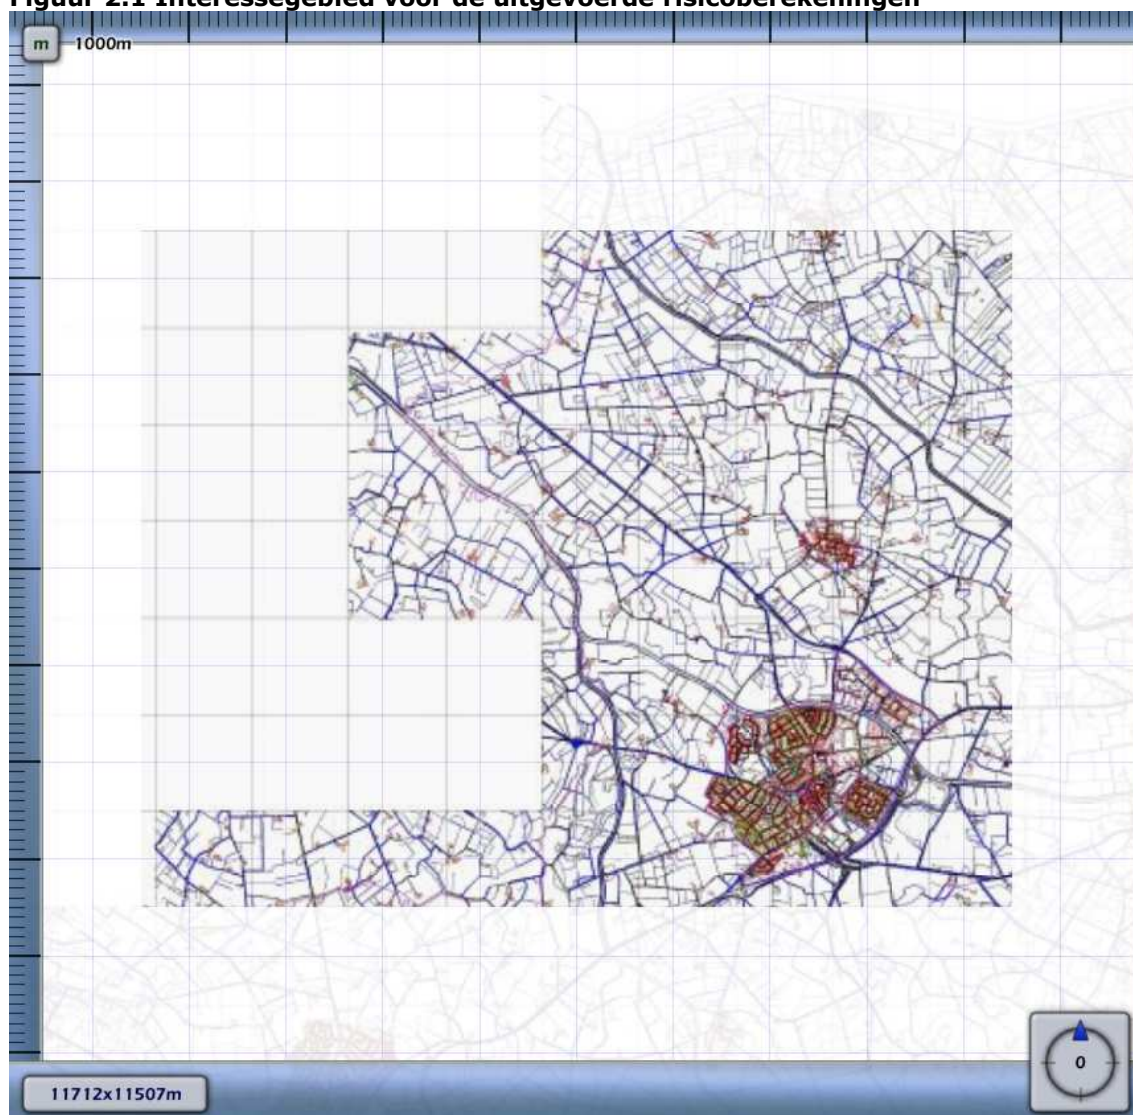 Figuur 2.1 Interessegebied voor de uitgevoerde risicoberekeningen
m 1000m
0
11712x11507m